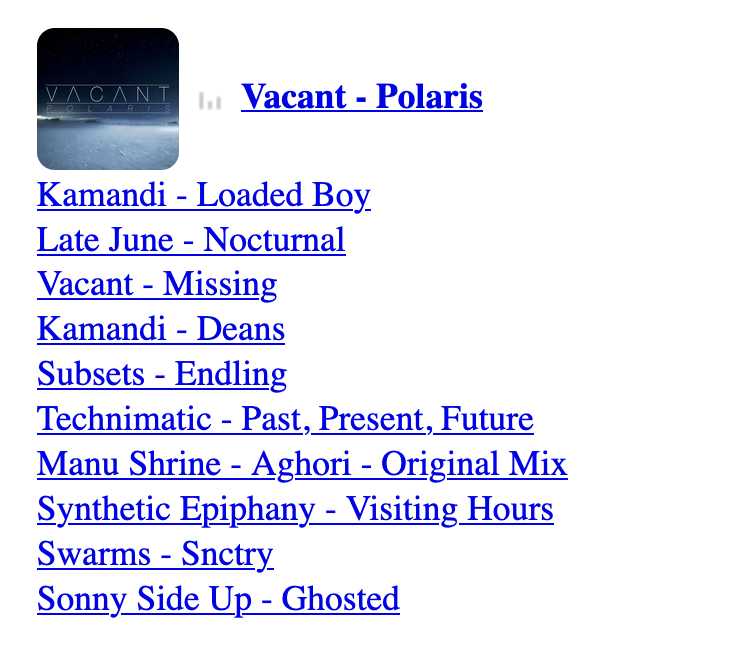 VACANT
POLARIS
Vacant - Polaris
Kamandi - Loaded Boy
Late June - Nocturnal
Vacant - Missing
Kamandi - Deans
Subsets - Endling
Technimatic - Past, Present, Future
Manu Shrine - Aghori - Original Mix
Synthetic Epiphany - Visiting Hours
Swarms - Snctry
Sonny Side Up - Ghosted